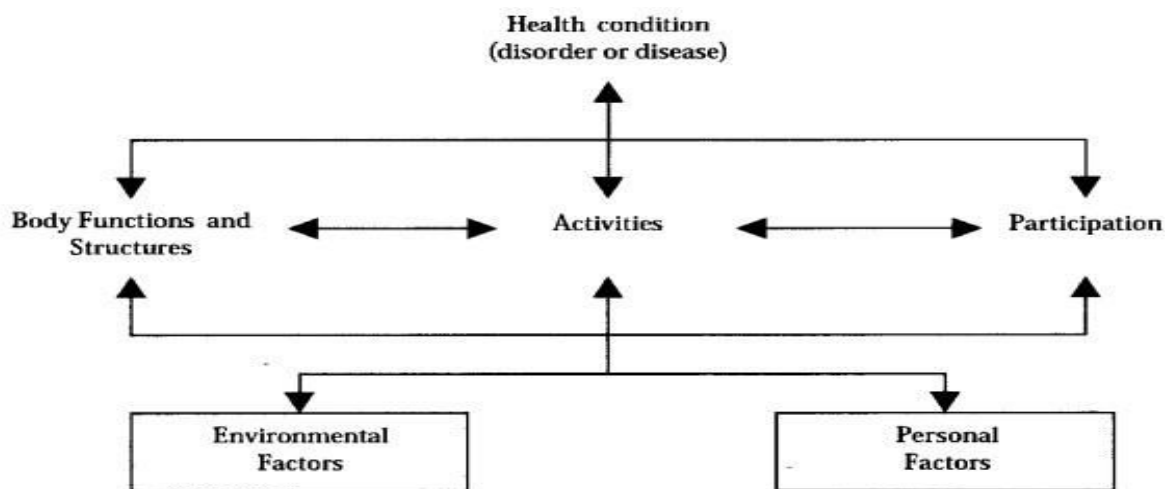 Health condition
(disorder or disease)
Body Functions and
Structures
Activities
Participation
Environmental
Factors
Personal
Factors